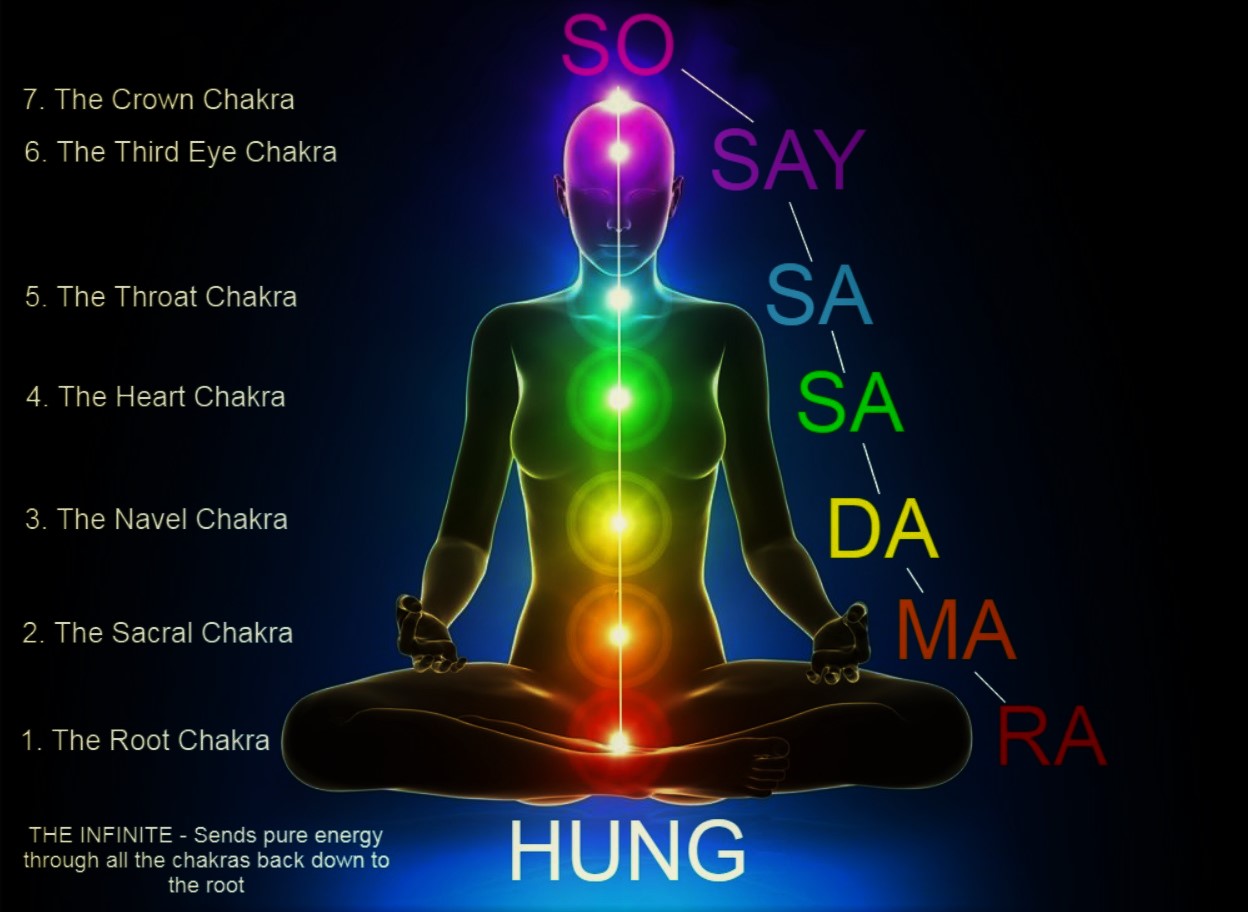 SO
7. The Crown Chakra
6. The Third Eye Chakra
SAY
5. The Throat Chakra
SA
4. The Heart Chakra
SA
3. The Navel Chakra
DA
2. The Sacral Chakra
MA
1. The Root Chakra
RA
THE INFINITE - Sends pure energy
through all the chakras back down to
the root
HUNG